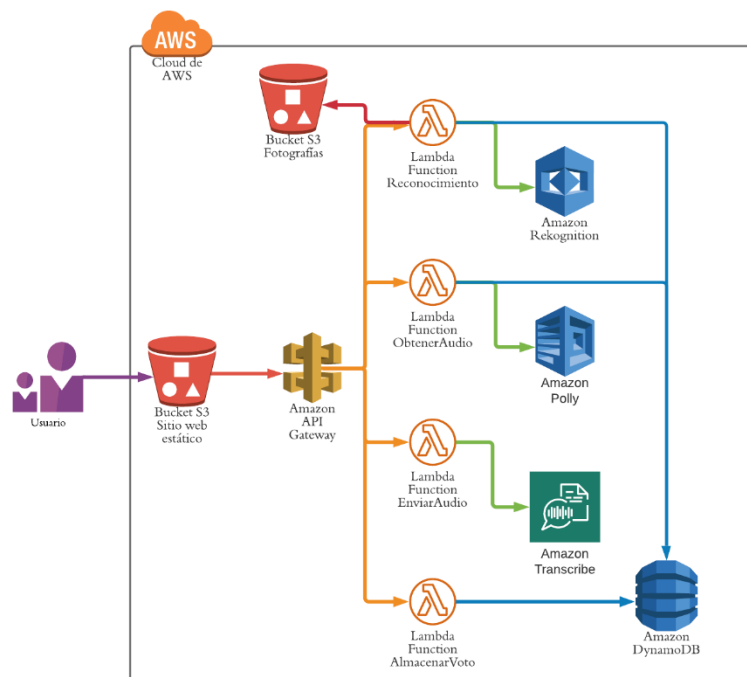 AWS
Cloud de
AWS
Bucket S3
Fotografías
Lambda
Function
Reconocimiento
Amazon
Rekognition
Lambda
Function
ObtenerAudio
Amazon
Polly
Usuario
Bucket S3
Sitio web
estático
Amazon
API
Gateway
Lambda
Function
EnviarAudio
Amazon
Transcribe
Lambda
Function
AlmacenarVoto
Amazon
DynamoDB